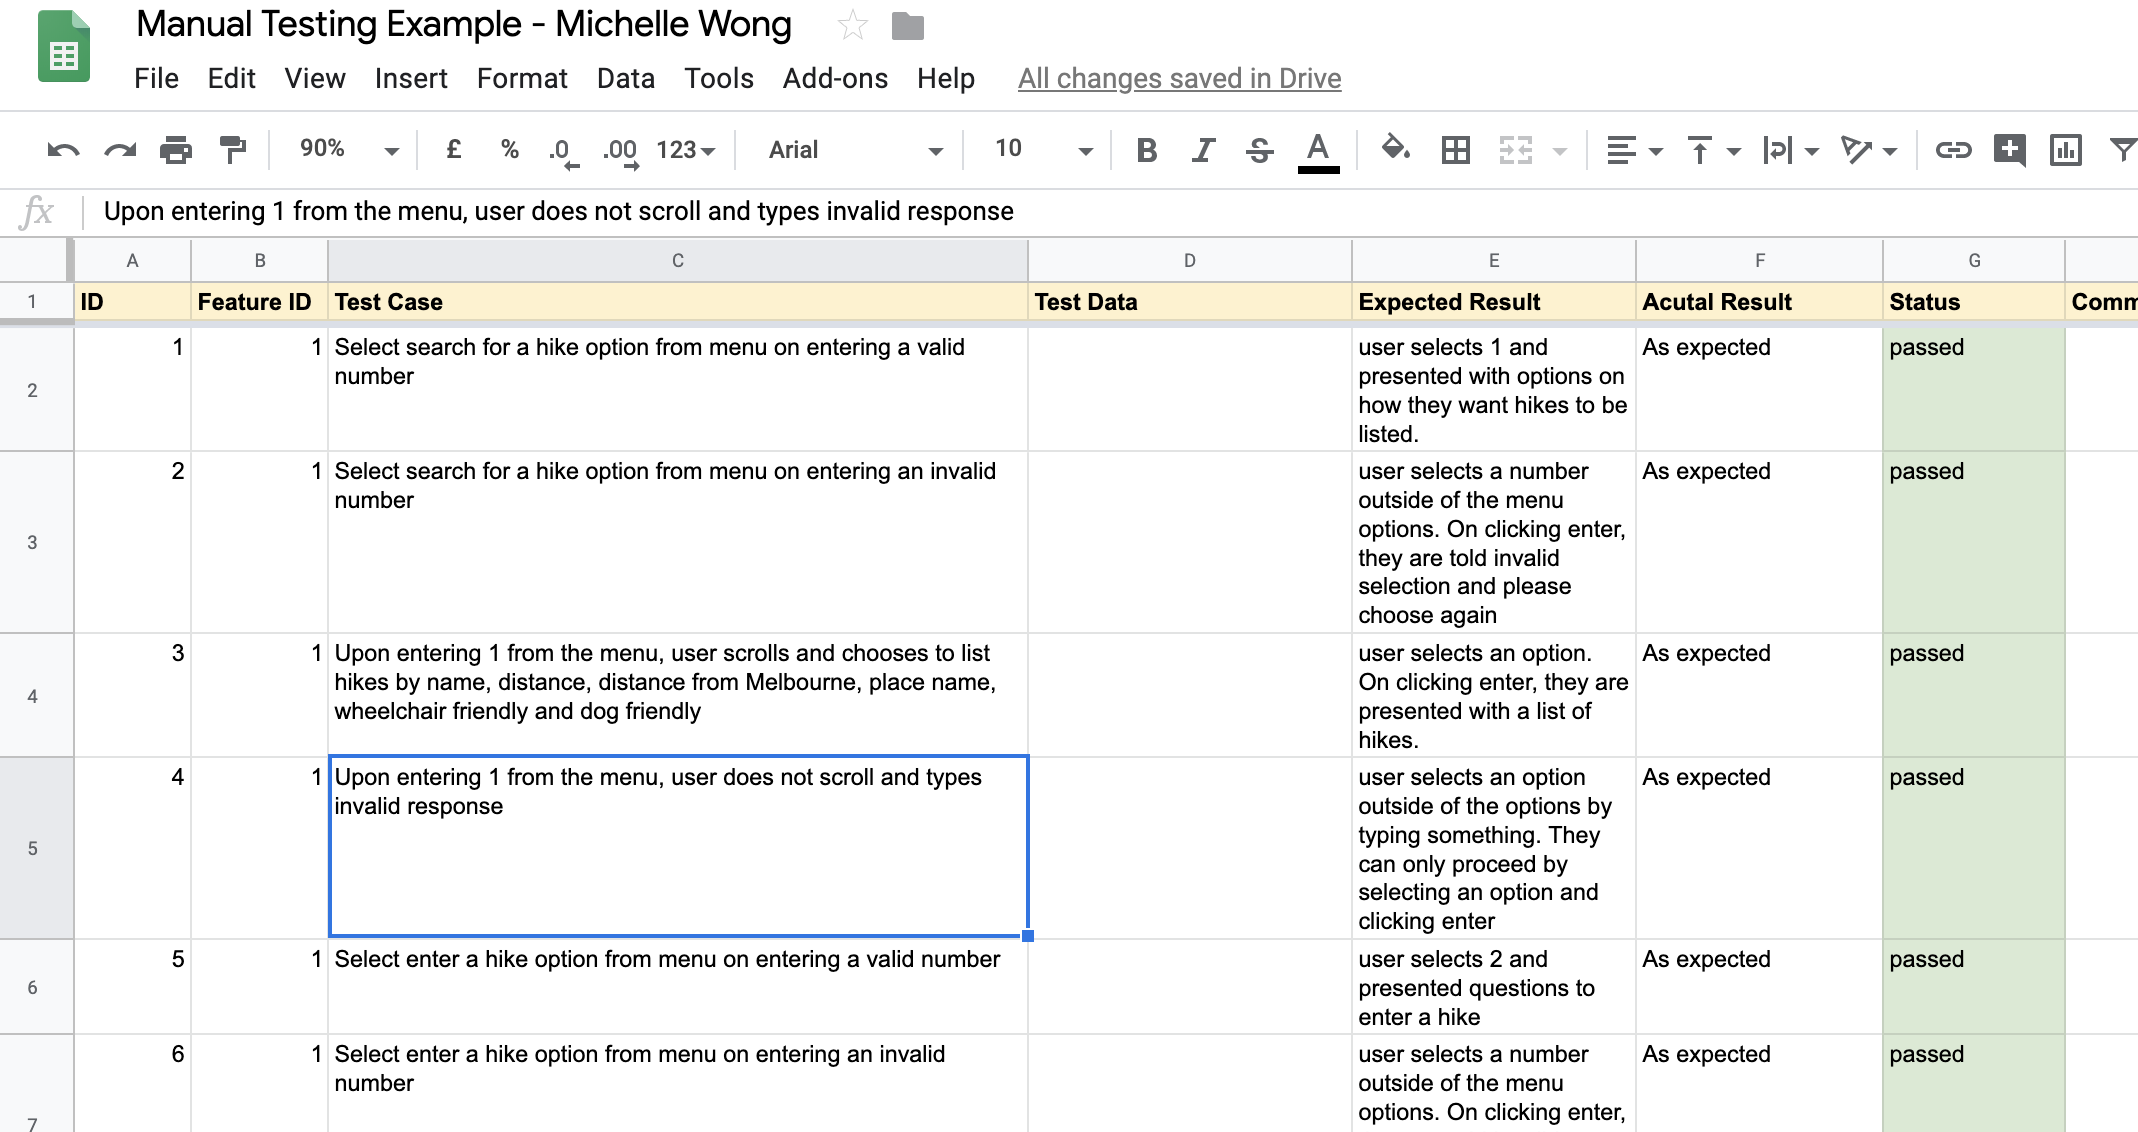 Manual Testing Example - Michelle Wong
File Edit View Insert Format Data Tools Add-ons Help All changes saved in Drive
90% £ % .0 .00 123 Arial 10 B I S A
fx Upon entering 1 from the menu, user does not scroll and types invalid response
A B C D E F G
1 ID Feature ID Test Case Test Data Expected Result Acutal Result Status Comm
2
1
1
Select search for a hike option from menu on entering a valid
number
user selects 1 and
presented with options on
how they want hikes to be
listed.
As expected
passed
3
2
1
Select search for a hike option from menu on entering an invalid
number
user selects a number
outside of the menu
options. On clicking enter,
they are told invalid
selection and please
choose again
As expected
passed
4
3
1
Upon entering 1 from the menu, user scrolls and chooses to list
hikes by name, distance, distance from Melbourne, place name,
wheelchair friendly and dog friendly
user selects an option.
On clicking enter, they are
presented with a list of
hikes.
As expected
passed
5
4
1
Upon entering 1 from the menu, user does not scroll and types
invalid response
user selects an option
outside of the options by
typing something. They
can only proceed by
selecting an option and
clicking enter
As expected
passed
6
5
1
Select enter a hike option from menu on entering a valid number
user selects 2 and
presented questions to
enter a hike
As expected
passed
7
6
1
Select enter a hike option from menu on entering an invalid
number
user selects a number
outside of the menu
options. On clicking enter,
As expected
passed